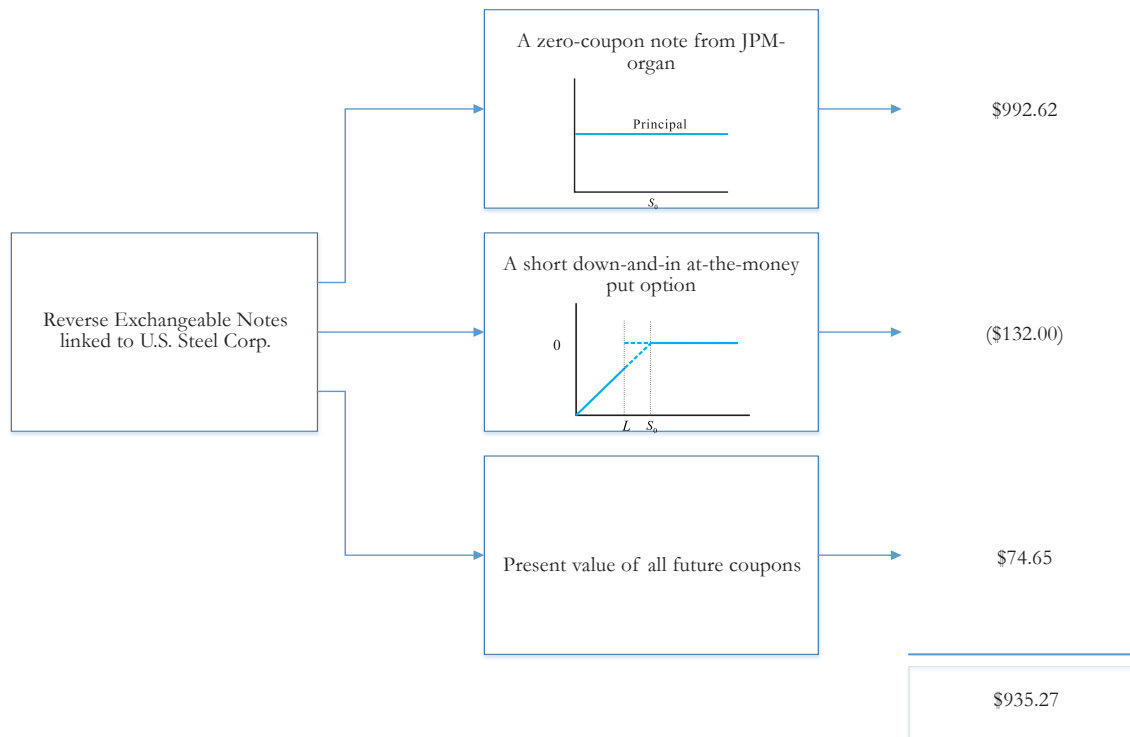 A zero-coupon note from JPM-
organ
Principal
S₀
$992.62
Reverse Exchangeable Notes
linked to U.S. Steel Corp.
A short down-and-in at-the-money
put option
0
L S₀
($132.00)
Present value of all future coupons
$74.65
$935.27